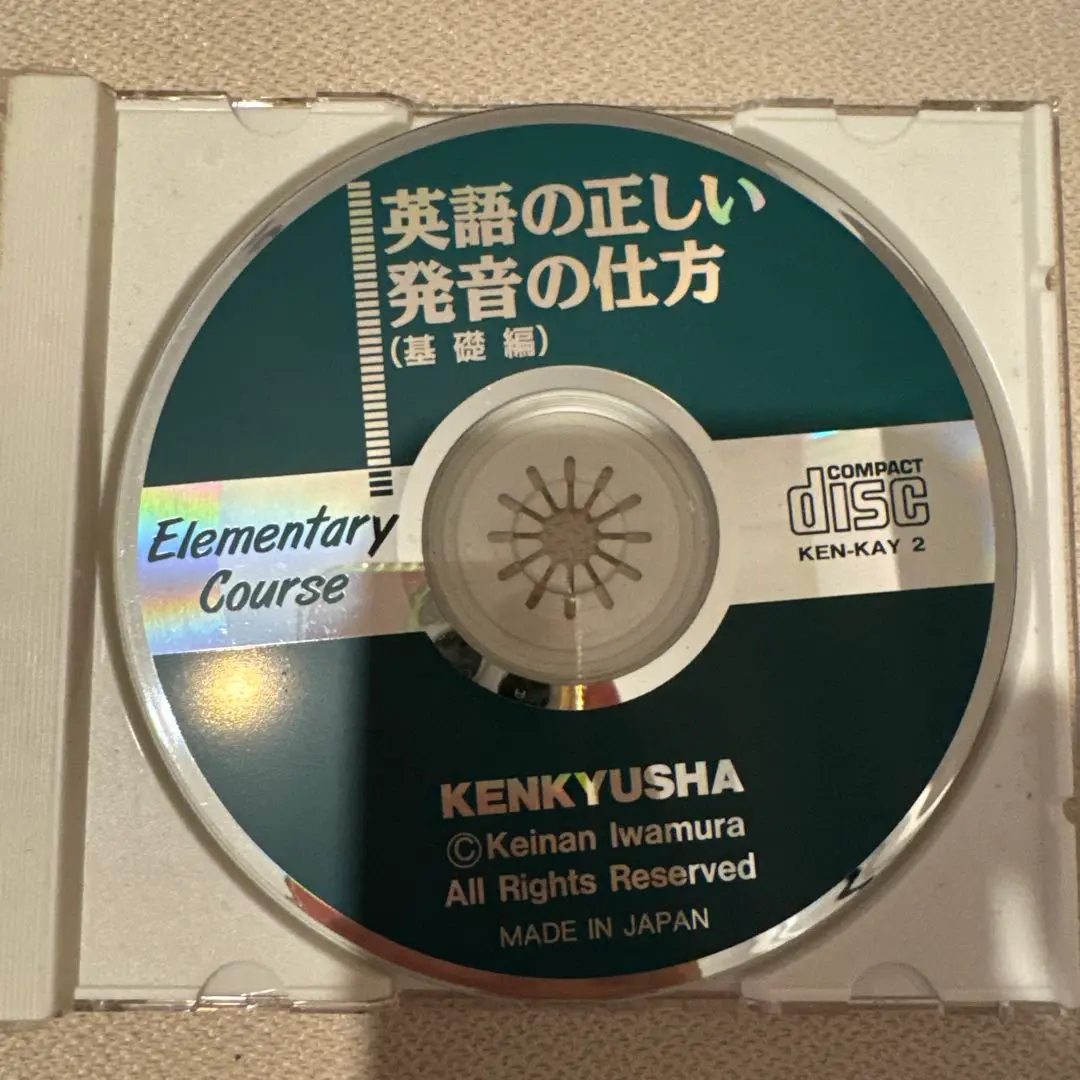 英語の正しい
発音の仕方
(基礎編)
Elementary
Course
COMPACT
disc
KEN-KAY 2
KENKYUSHA
©Keinan Iwamura
All Rights Reserved
MADE IN JAPAN